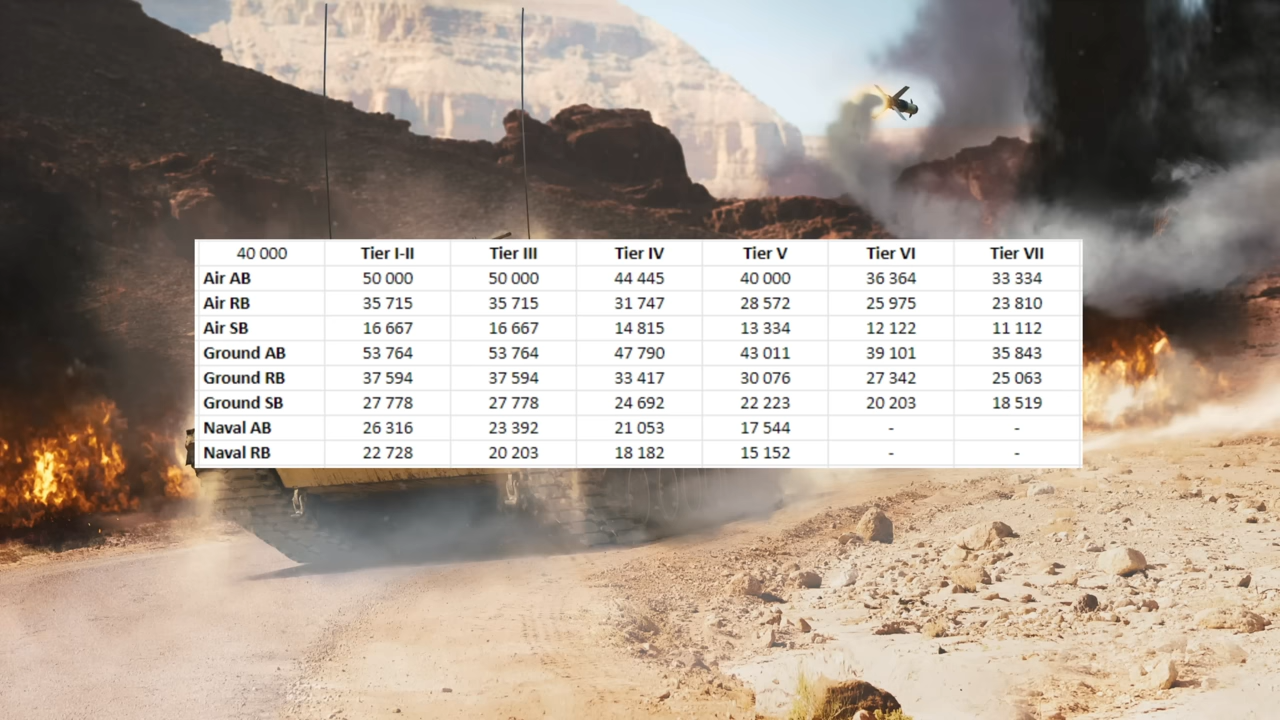 40 000 Tier I-II Tier III Tier IV Tier V Tier VI Tier VII
Air AB 50 000 50 000 44 445 40 000 36 364 33 334
Air RB 35 715 35 715 31 747 28 572 25 975 23 810
Air SB 16 667 16 667 14 815 13 334 12 122 11 112
Ground AB 53 764 53 764 47 790 43 011 39 101 35 843
Ground RB 37 594 37 594 33 417 30 076 27 342 25 063
Ground SB 27 778 27 778 24 692 22 223 20 203 18 519
Naval AB 26 316 23 392 21 053 17 544 - -
Naval RB 22 728 20 203 18 182 15 152 - -